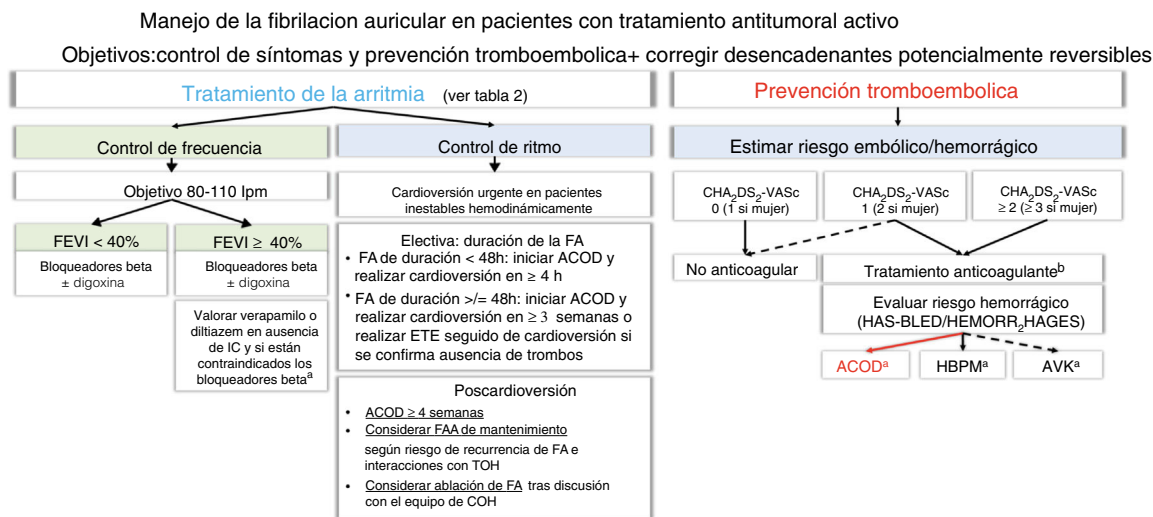 Manejo de la fibrilacion auricular en pacientes con tratamiento antitumoral activo
Objetivos:control de síntomas y prevención tromboembolica+ corregir desencadenantes potencialmente reversibles
Tratamiento de la arritmia (ver tabla 2)
Control de frecuencia
Objetivo 80-110 lpm
FEVI < 40%
Bloqueadores beta
± digoxina
FEVI ≥ 40%
Bloqueadores beta
± digoxina
Valorar verapamilo o
diltiazem en ausencia
de IC y si están
contraindicados los
bloqueadores betaᵃ
Control de ritmo
Cardioversión urgente en pacientes
inestables hemodinámicamente
Electiva: duración de la FA
• FA de duración < 48h: iniciar ACOD y
realizar cardioversión en ≥ 4 h
• FA de duración >/= 48h: iniciar ACOD y
realizar cardioversión en ≥ 3 semanas o
realizar ETE seguido de cardioversión si
se confirma ausencia de trombos
Poscardioversión
• ACOD ≥ 4 semanas
• Considerar FAA de mantenimiento
según riesgo de recurrencia de FA e
interacciones con TOH
• Considerar ablación de FA tras discusión
con el equipo de COH
Prevención tromboembolica
Estimar riesgo embólico/hemorrágico
CHA₂DS₂-VASc
0 (1 si mujer)
CHA₂DS₂-VASc
1 (2 si mujer)
CHA₂DS₂-VASc
≥ 2 (≥ 3 si mujer)
No anticoagular
Tratamiento anticoagulanteᵇ
Evaluar riesgo hemorrágico
(HAS-BLED/HEMORR₂HAGES)
ACODᵃ
HBPMᵃ
AVKᵃ